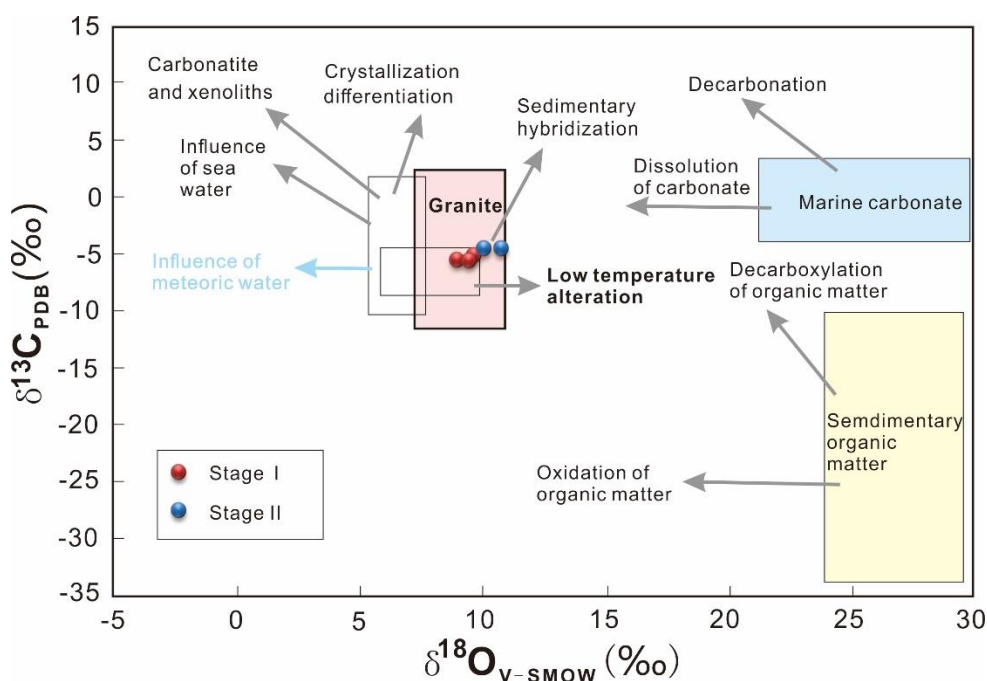 15
10
5
0
-5
-10
-15
-20
-25
-30
-35
δ13CPDB(‰)
Carbonatite
and xenoliths
Crystallization
differentiation
Influence
of sea
water
Influence of
meteoric water
Granite
Sedimentary
hybridization
Low temperature
alteration
Decarbonation
Dissolution
of carbonate
Marine carbonate
Decarboxylation
of organic matter
Semdimentary
organic
matter
Oxidation of
organic matter
Stage I
Stage II
-5
0
5
10
15
20
25
30
δ18OV-SMOW(‰)